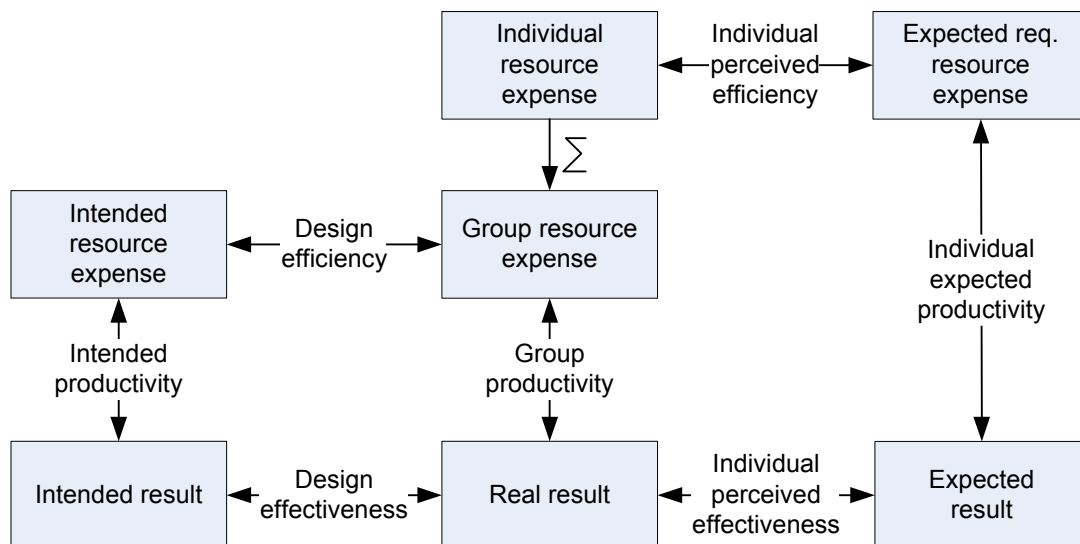 Individual
resource
expense
Individual
perceived
efficiency
Expected req.
resource
expense
∑
Intended
resource
expense
Design
efficiency
Group resource
expense
Individual
expected
productivity
Intended
productivity
Group
productivity
Intended result
Design
effectiveness
Real result
Individual
perceived
effectiveness
Expected
result